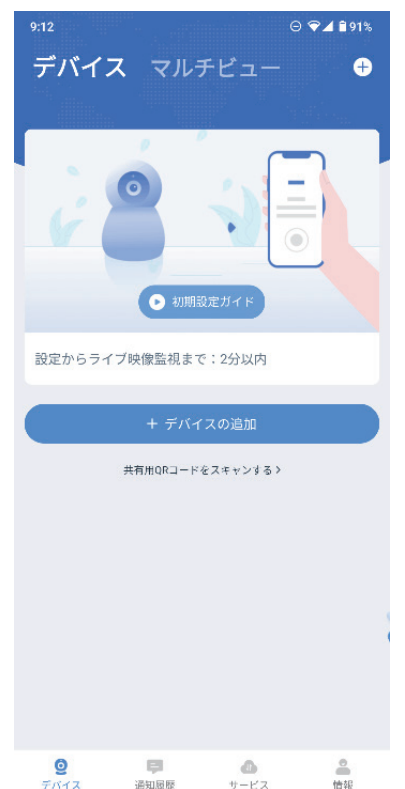 9:12
91%
デバイス マルチビュー
初期設定ガイド
設定からライブ映像監視まで：2分以内
+ デバイスの追加
共有用QRコードをスキャンする >
デバイス 通知履歴 サービス 情報